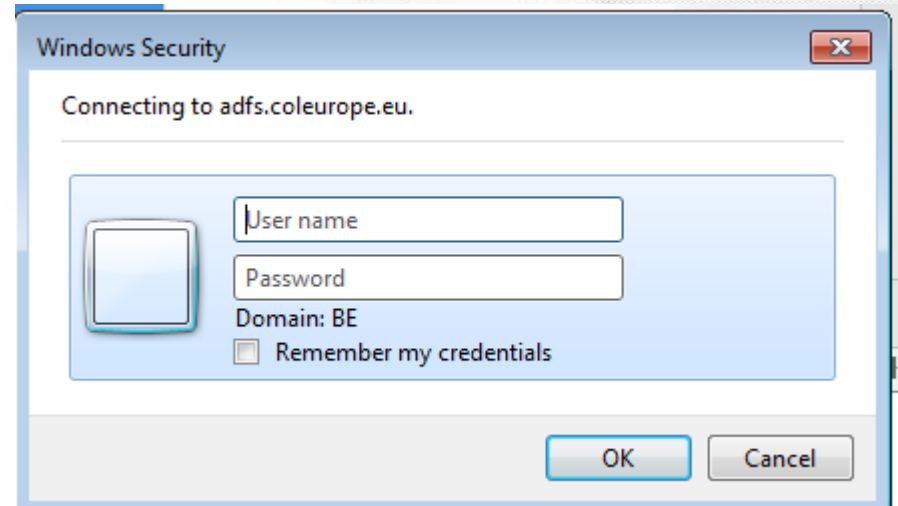 Windows Security
Connecting to adfs.coleurope.eu.
User name
Password
Domain: BE
Remember my credentials
OK
Cancel